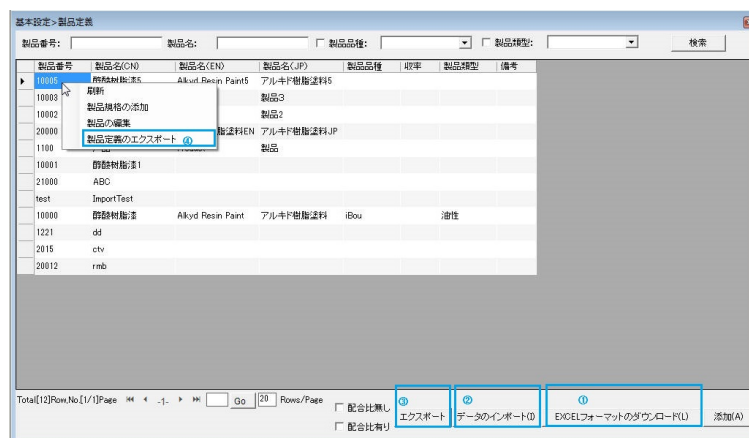 基本設定>製品定義
製品番号: 製品名: 製品品種: 製品類型: 検索
製品番号 製品名(CN) 製品名(EN) 製品名(JP) 製品品種 収率 製品類型 備考
10005 醇酸树脂漆5 Alkyd Resin Paint5 アルキド樹脂塗料5
刷新
10003 製品3
製品規格の添加
10002 製品2
製品の編集
20000 脂塗料EN アルキド樹脂塗料JP
製品定義のエクスポート ④
1100 製品
10001 醇酸树脂漆1
21000 ABC
test ImportTest
10000 醇酸树脂漆 Alkyd Resin Paint アルキド樹脂塗料 iBou 油性
1221 dd
2015 ctv
20012 rmb
Total[12]Row,No.[1/1]Page -1- Go 20 Rows/Page
配合比無し
配合比有り
③ ② ①
エクスポート データのインポート(I) EXCELフォーマットのダウンロード(L) 添加(A)